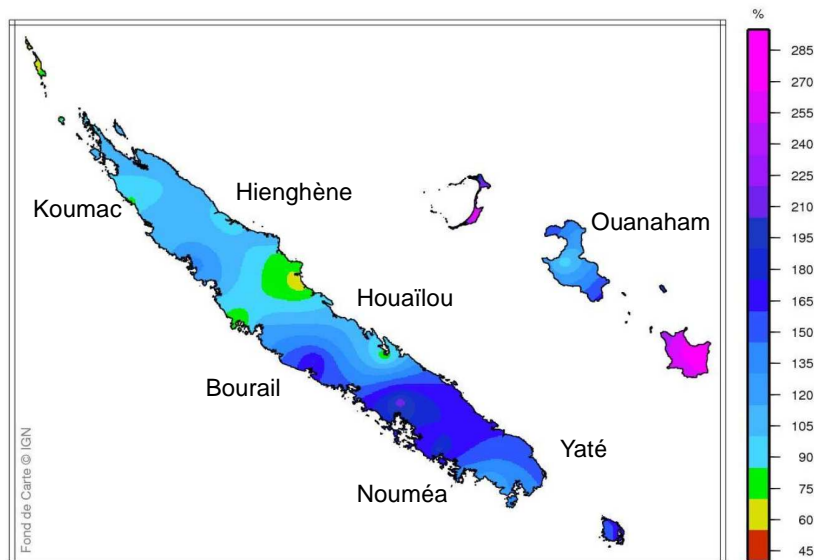 %
285
270
255
240
225
210
195
180
165
150
135
120
105
90
75
60
45
Hienghène
Koumac
Ouanaham
Houaïlou
Bourail
Yaté
Nouméa
Fond de Carte © IGN